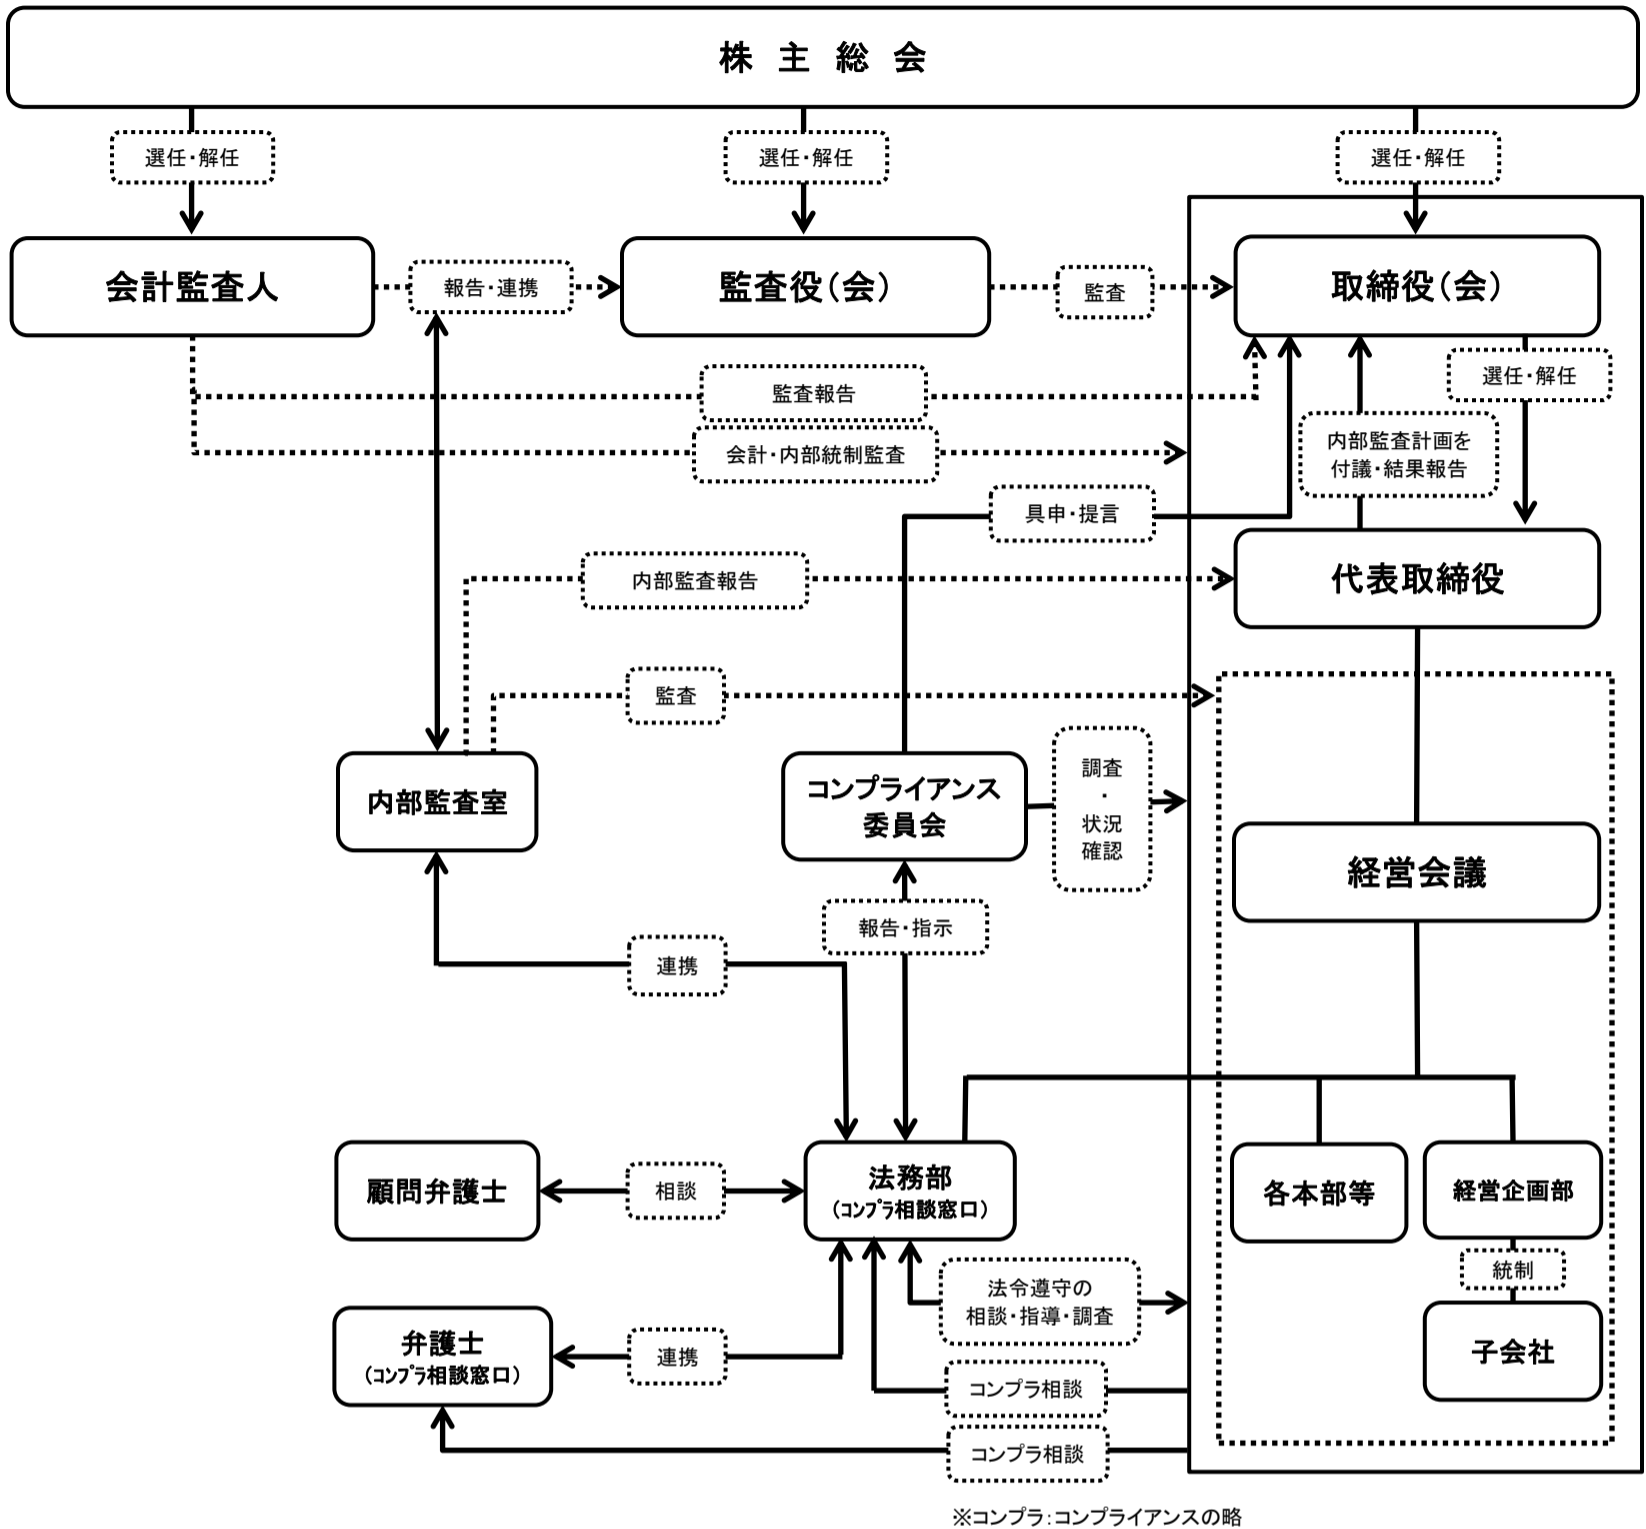 株主総会
選任・解任
選任・解任
選任・解任
会計監査人
報告・連携
監査役(会)
監査
取締役(会)
監査報告
選任・解任
会計・内部統制監査
内部監査計画を
付議・結果報告
具申・提言
内部監査報告
代表取締役
監査
内部監査室
コンプライアンス
委員会
調査
・
状況
確認
経営会議
報告・指示
連携
顧問弁護士
相談
法務部
(コンプラ相談窓口)
各本部等
経営企画部
統制
法令遵守の
相談・指導・調査
子会社
弁護士
(コンプラ相談窓口)
連携
コンプラ相談
コンプラ相談
※コンプラ:コンプライアンスの略